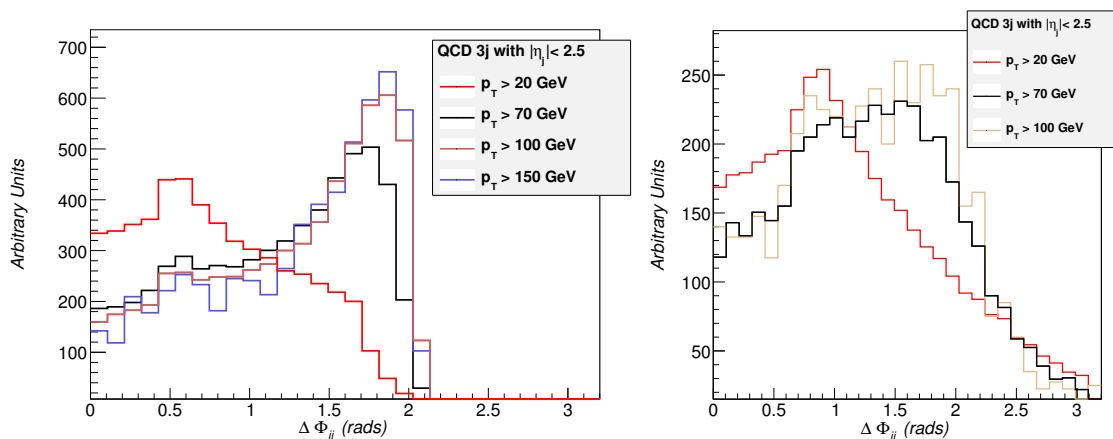 QCD 3j with |η_j|< 2.5
p_T > 20 GeV
p_T > 70 GeV
p_T > 100 GeV
p_T > 150 GeV
Arbitrary Units
700
600
500
400
300
200
100
0 0.5 1 1.5 2 2.5 3
Δ Φ_jj (rads)
QCD 3j with |η_j|< 2.5
p_T > 20 GeV
p_T > 70 GeV
p_T > 100 GeV
Arbitrary Units
250
200
150
100
50
0 0.5 1 1.5 2 2.5 3
Δ Φ_jj (rads)